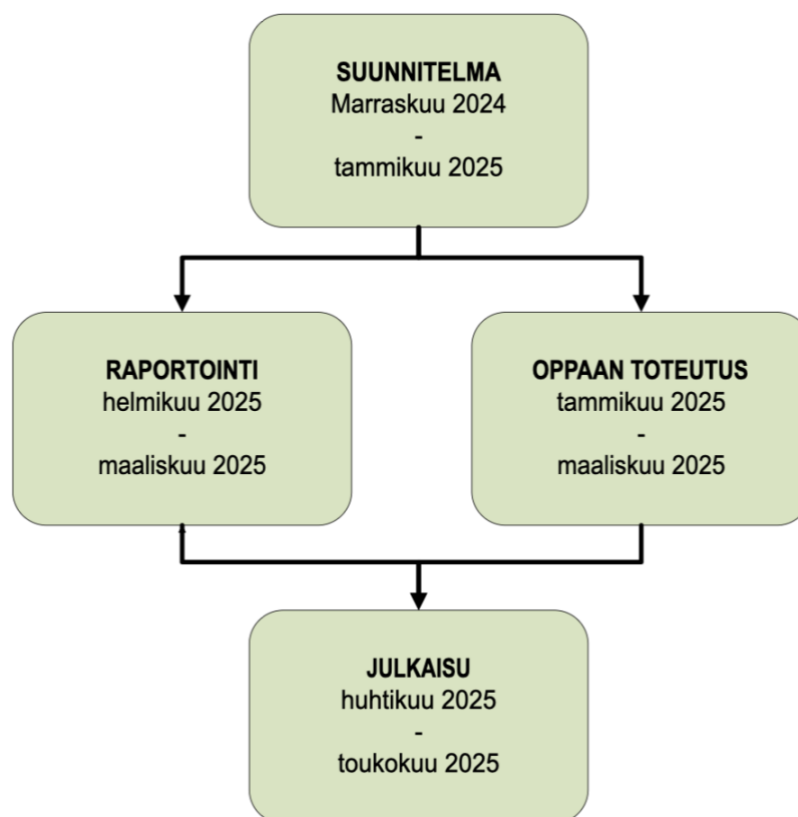 SUUNNITELMA
Marraskuu 2024
-
tammikuu 2025
RAPORTOINTI
helmikuu 2025
-
maaliskuu 2025
OPPAAN TOTEUTUS
tammikuu 2025
-
maaliskuu 2025
JULKAISU
huhtikuu 2025
-
toukokuu 2025